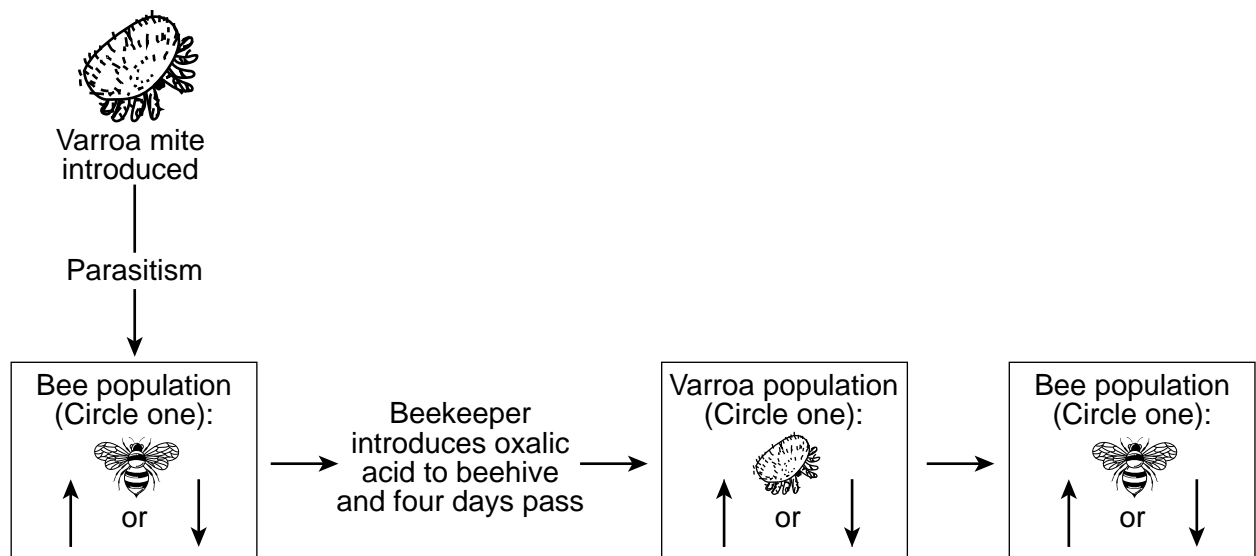 Varroa mite
introduced
Parasitism
Bee population
(Circle one):
or
Beekeeper
introduces oxalic
acid to beehive
and four days pass
Varroa population
(Circle one):
or
Bee population
(Circle one):
or